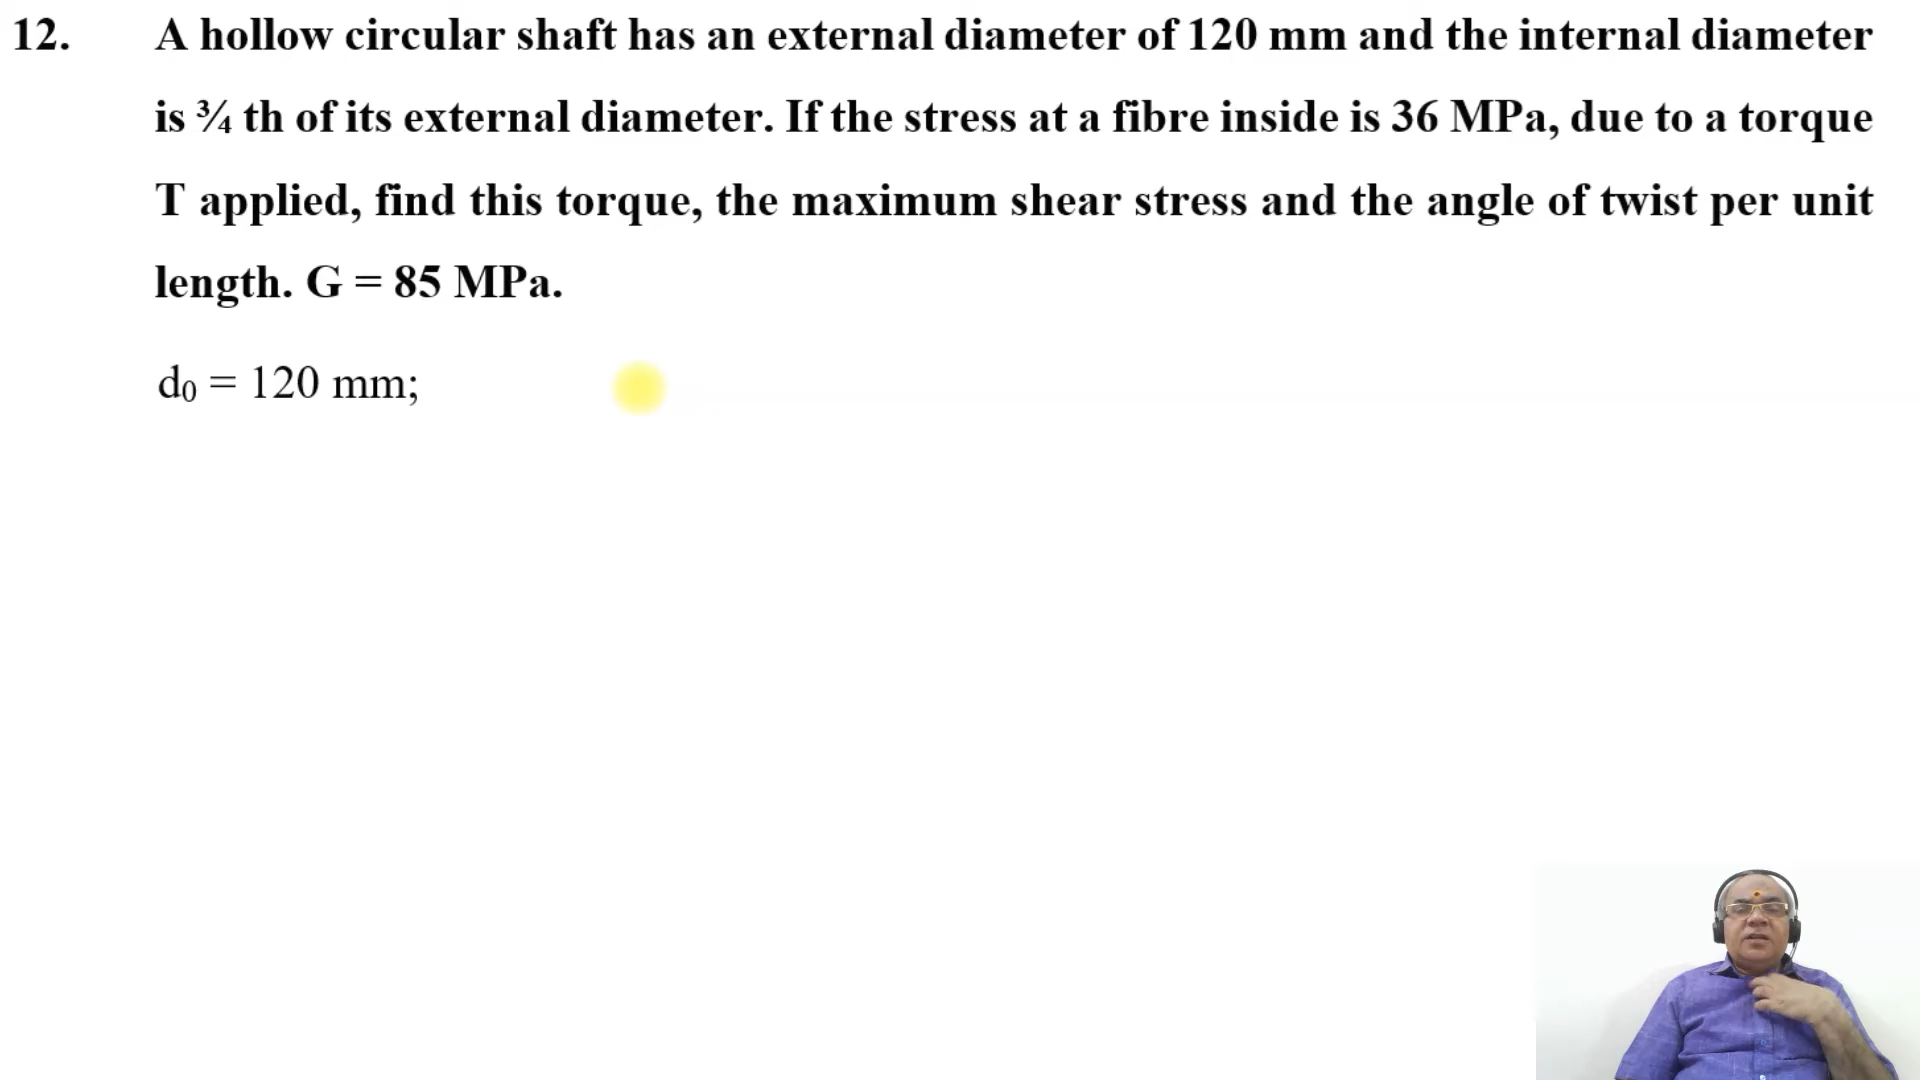 12. A hollow circular shaft has an external diameter of 120 mm and the internal diameter
is ¾ th of its external diameter. If the stress at a fibre inside is 36 MPa, due to a torque
T applied, find this torque, the maximum shear stress and the angle of twist per unit
length. G = 85 MPa.
d₀ = 120 mm;